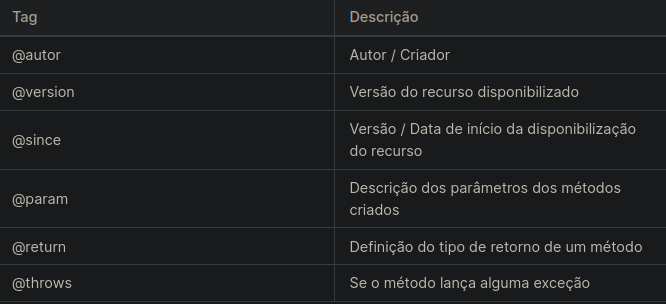 Tag Descrição
@autor Autor / Criador
@version Versão do recurso disponibilizado
@since Versão / Data de início da disponibilização
do recurso
@param Descrição dos parâmetros dos métodos
criados
@return Definição do tipo de retorno de um método
@throws Se o método lança alguma exceção